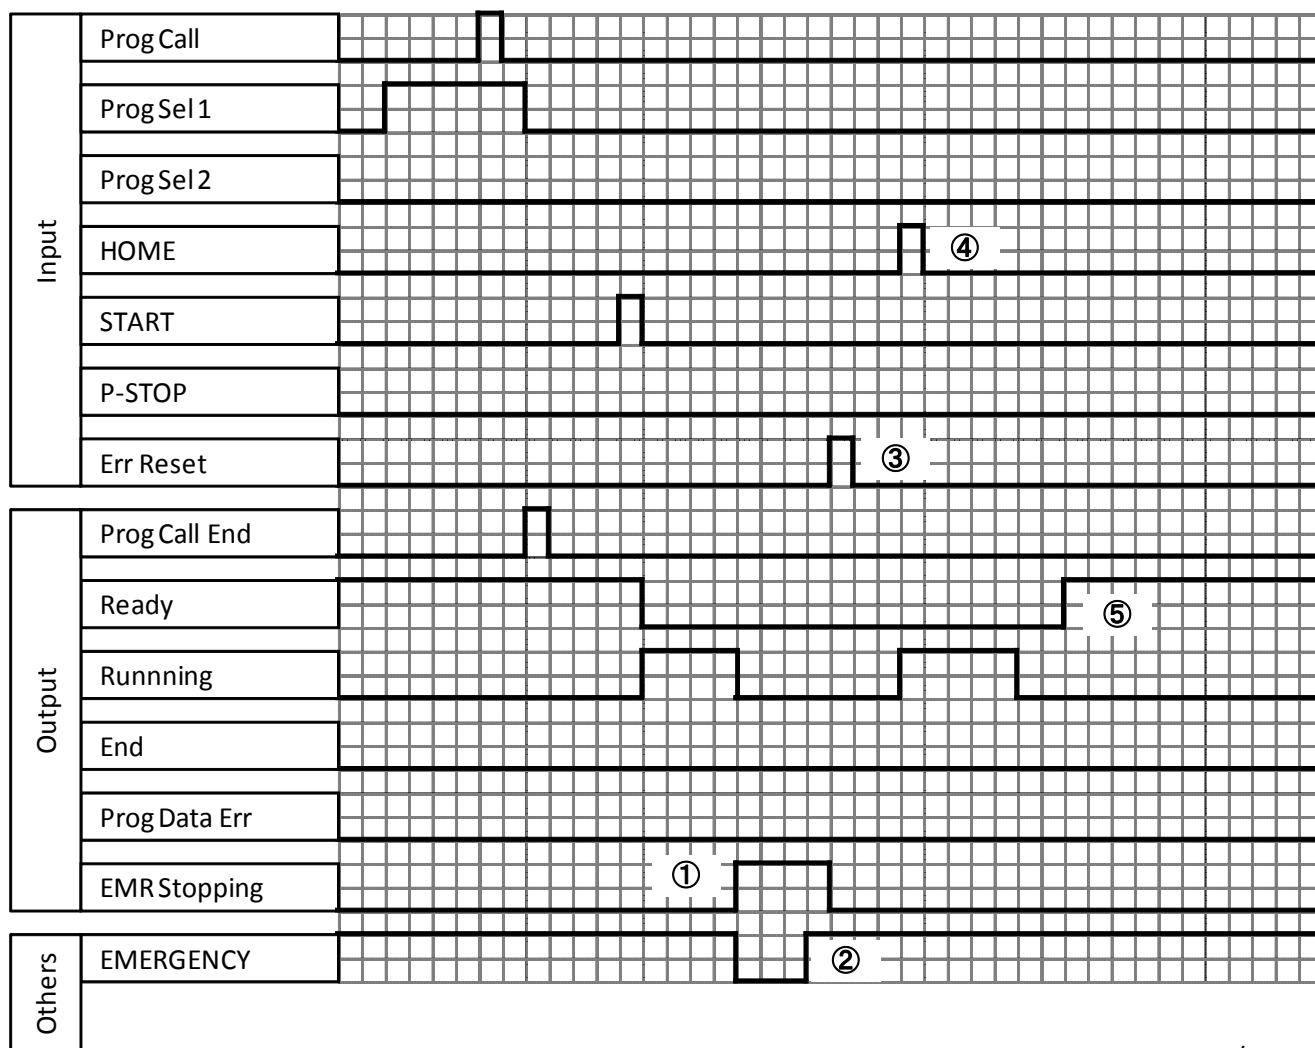 Input
Prog Call
Prog Sel 1
Prog Sel 2
HOME
④
START
P-STOP
Err Reset
③
Output
Prog Call End
Ready
⑤
Runnning
End
Prog Data Err
EMR Stopping
①
Others
EMERGENCY
②